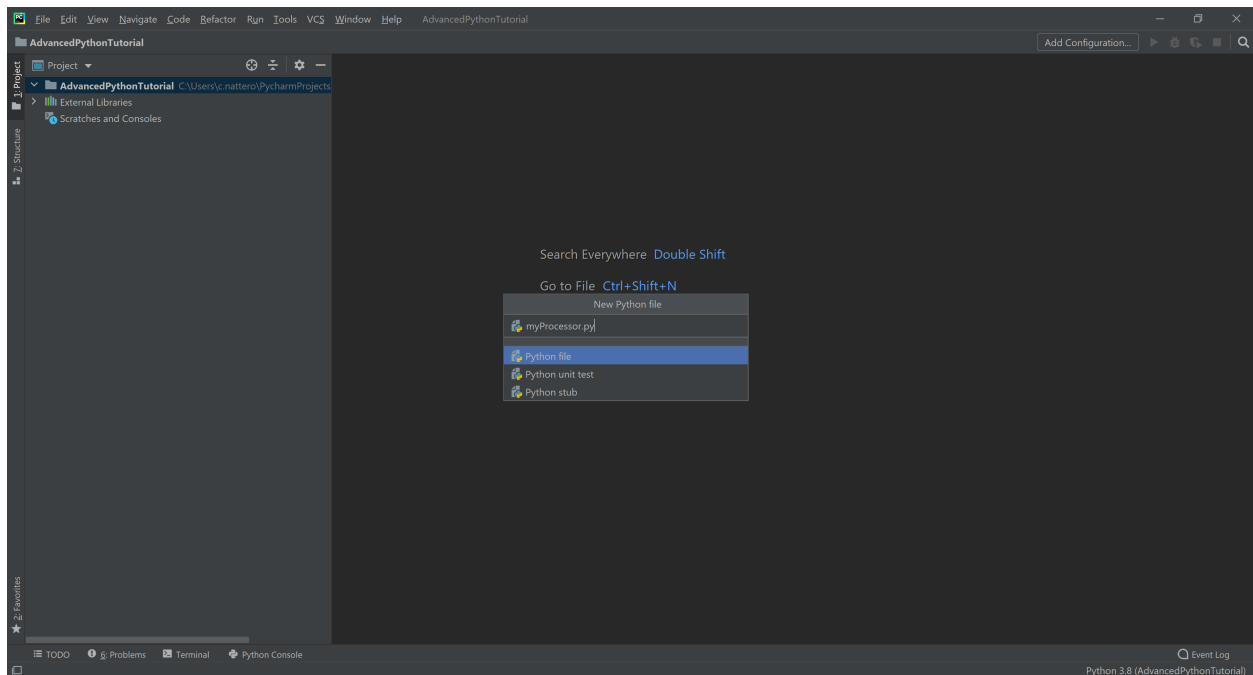 PC File Edit View Navigate Code Refactor Run Tools VCS Window Help AdvancedPythonTutorial
AdvancedPythonTutorial Add Configuration...
1: Project
Project
AdvancedPythonTutorial C:\Users\c.nattero\PycharmProjects
External Libraries
Scratches and Consoles
7: Structure
Search Everywhere Double Shift
Go to File Ctrl+Shift+N
New Python file
myProcessor.py
Python file
Python unit test
Python stub
2: Favorites
TODO 6: Problems Terminal Python Console Event Log
Python 3.8 (AdvancedPythonTutorial)